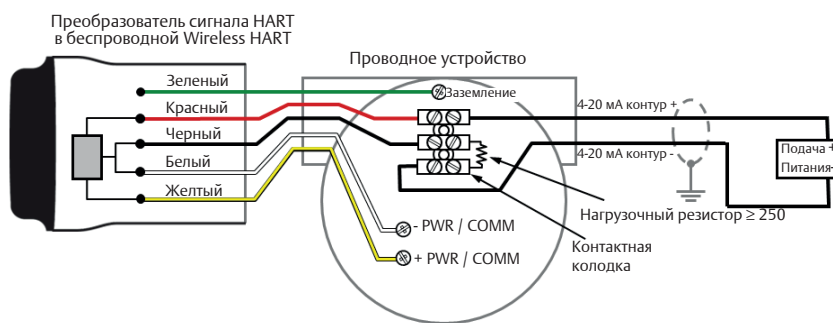 Преобразователь сигнала HART
в беспроводной Wireless HART
Проводное устройство
Зеленый
Заземление
Красный
4-20 мА контур +
Черный
Белый
4-20 мА контур -
Подача +
Питания-
Желтый
Нагрузочный резистор ≥ 250
- PWR / COMM
Контактная
колодка
+ PWR / COMM